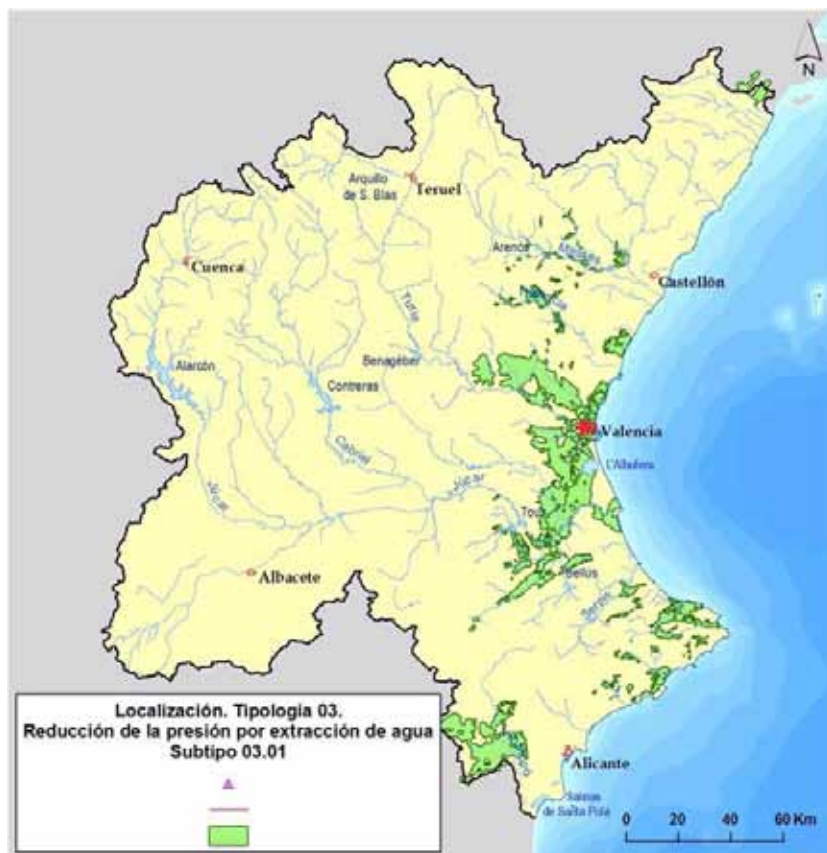 N
Arquillo
de S. Blas
Teruel
Cuenca
Arenos
Mijares
Castellón
Turia
Benagéber
Alarcón
Contreras
Valencia
L'Albufera
Cabriel
Júcar
Júcar
Tous
Albacete
Bellús
Serpis
Alicante
Salinas
de Santa Pola
Localización. Tipología 03.
Reducción de la presión por extracción de agua
Subtipo 03.01
0 20 40 60 Km